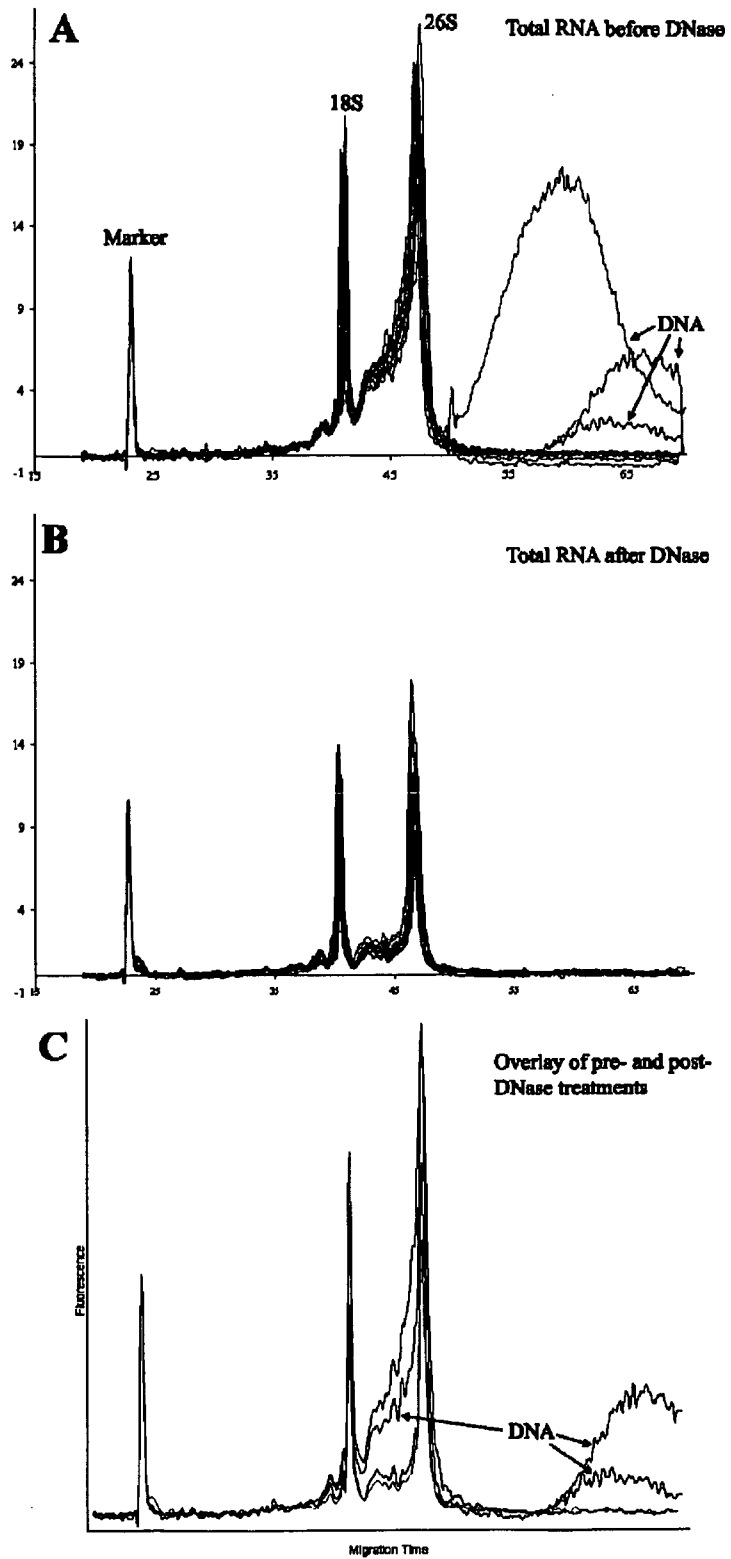 A
Total RNA before DNase
26S
18S
Marker
DNA
24
19
14
9
4
-1
15 25 35 45 55 65
B
Total RNA after DNase
24
19
14
9
4
-1
15 25 35 45 55 65
C
Overlay of pre- and post-
DNase treatments
DNA
Fluorescence
Migration Time